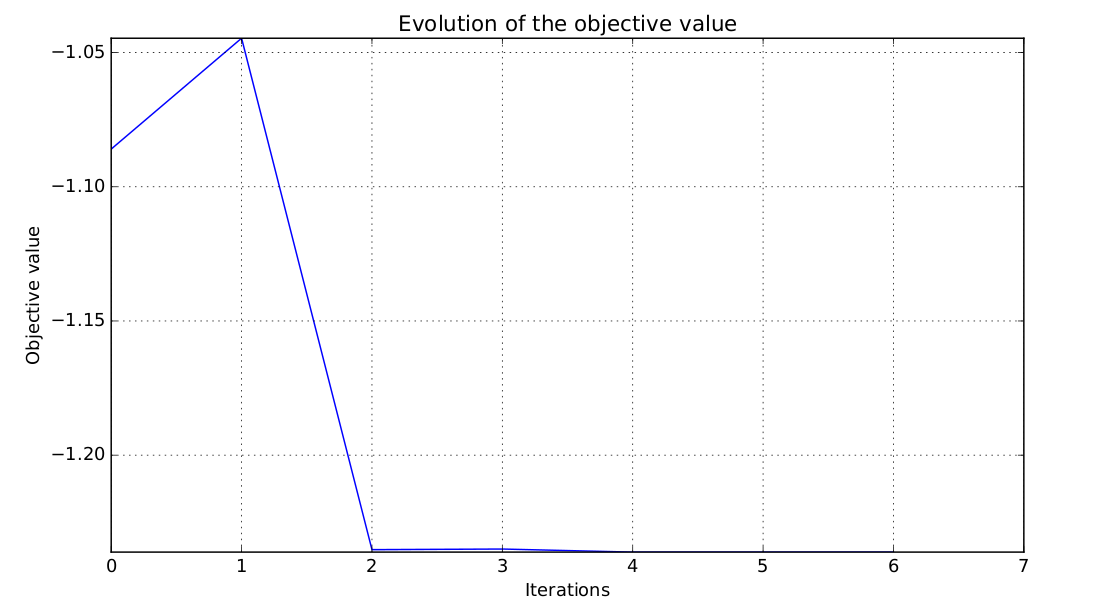 Evolution of the objective value
−1.05
−1.10
−1.15
−1.20
Objective value
0 1 2 3 4 5 6 7
Iterations